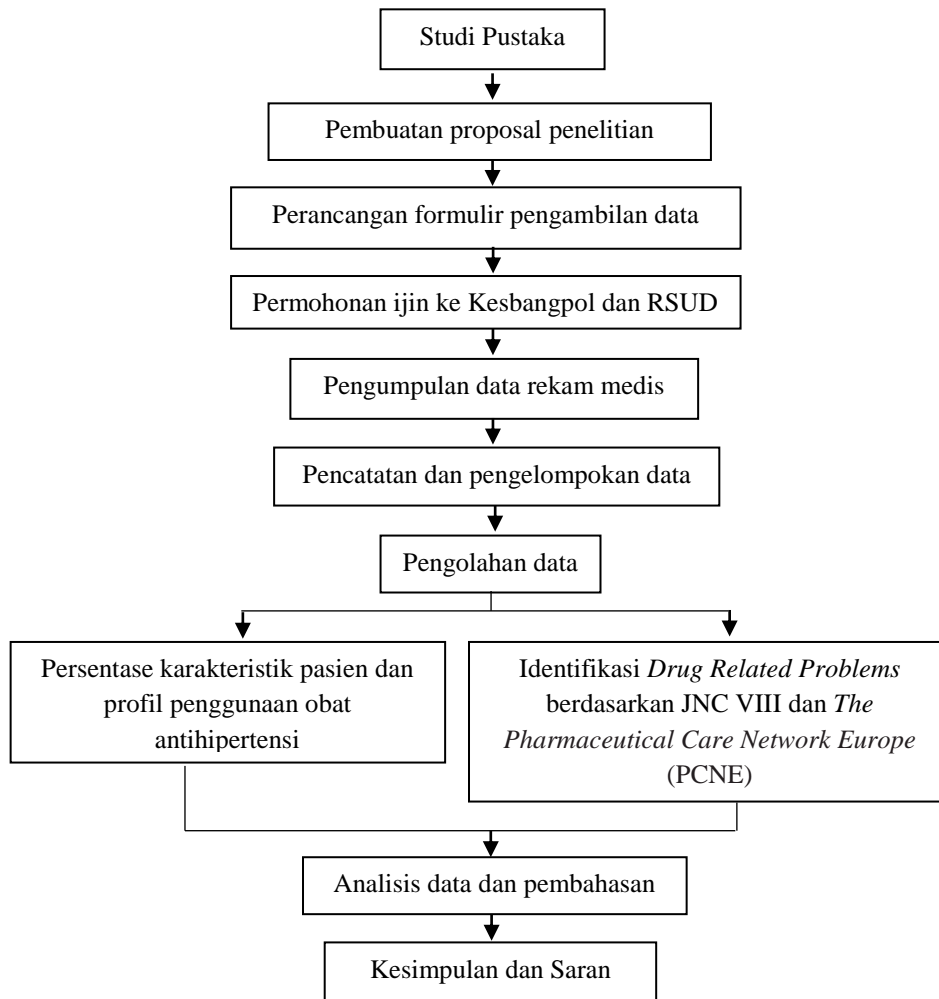 Studi Pustaka
Pembuatan proposal penelitian
Perancangan formulir pengambilan data
Permohonan ijin ke Kesbangpol dan RSUD
Pengumpulan data rekam medis
Pencatatan dan pengelompokan data
Pengolahan data
Persentase karakteristik pasien dan
profil penggunaan obat
antihipertensi
Identifikasi Drug Related Problems
berdasarkan JNC VIII dan The
Pharmaceutical Care Network Europe
(PCNE)
Analisis data dan pembahasan
Kesimpulan dan Saran